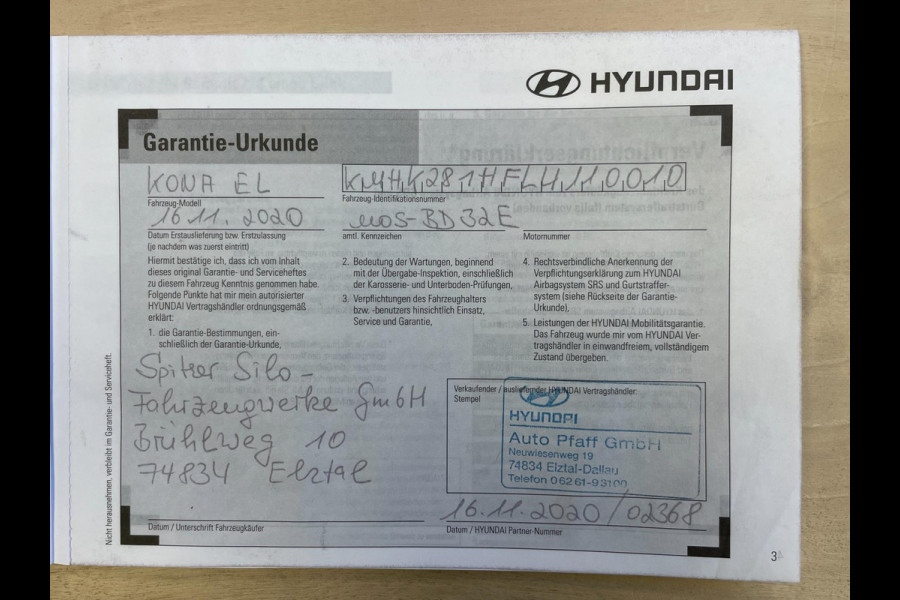 HYUNDAI
Garantie-Urkunde
KONA EL
KMHK281HFLH110010
Fahrzeug-Modell
Fahrzeug-Identifikationsnummer
16.11.2020
MOS-BD32E
Datum Erstauslieferung bzw. Erstzulassung
(je nachdem was zuerst eintritt)
amtl. Kennzeichen
Motornummer
Hiermit bestätige ich, dass ich vom Inhalt
dieses original Garantie- und Serviceheftes
zu diesem Fahrzeug Kenntnis genommen habe.
Folgende Punkte hat mir mein autorisierter
HYUNDAI Vertragshändler ordnungsgemäß
erklärt:
1. die Garantie-Bestimmungen, ein-
schließlich der Garantie-Urkunde,
2. Bedeutung der Wartungen, beginnend
mit der Übergabe-Inspektion, einschließlich
der Karosserie- und Unterboden-Prüfungen,
3. Verpflichtungen des Fahrzeughalters
bzw. -benutzers hinsichtlich Einsatz,
Service und Garantie,
4. Rechtsverbindliche Anerkennung der
Verpflichtungserklärung zum HYUNDAI
Airbagsystem SRS und Gurtstraffer-
system (siehe Rückseite der Garantie-
Urkunde),
5. Leistungen der HYUNDAI Mobilitätsgarantie.
Das Fahrzeug wurde mir vom HYUNDAI Ver-
tragshändler in einwandfreiem, vollständigem
Zustand übergeben.
Spitzer Silo-
Fahrzeugwerke GmbH
Brühlweg 10
74834 Elztal
Datum / Unterschrift Fahrzeugkäufer
Verkaufender / ausliefernder HYUNDAI Vertragshändler:
Stempel
HYUNDAI
Auto Pfaff GmbH
Neuwiesenweg 19
74834 Elztal-Dallau
Telefon 06261-93100
16.11.2020/02368
Datum / HYUNDAI Partner-Nummer
Nicht herausnehmen, verbleibt im Garantie- und Serviceheft.
3